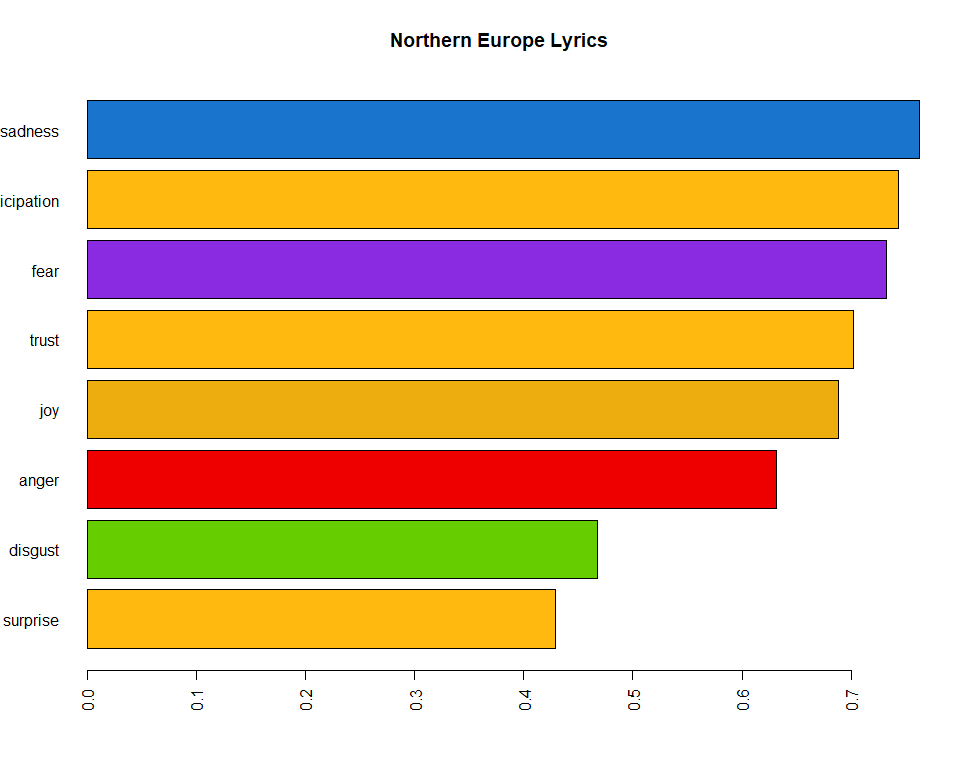 Northern Europe Lyrics
sadness
icipation
fear
trust
joy
anger
disgust
surprise
0.0 0.1 0.2 0.3 0.4 0.5 0.6 0.7